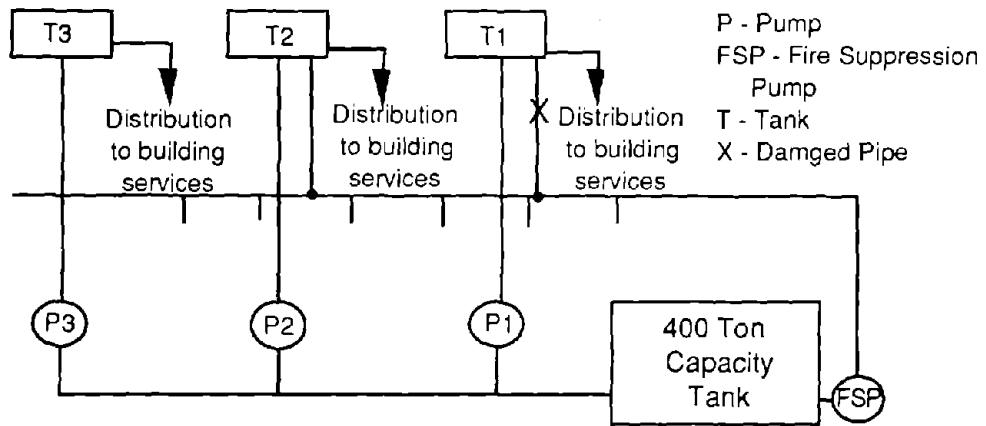 T3
T2
T1
P - Pump
FSP - Fire Suppression
Pump
T - Tank
X - Damged Pipe
Distribution
to building
services
Distribution
to building
services
X
Distribution
to building
services
P3
P2
P1
400 Ton
Capacity
Tank
FSP